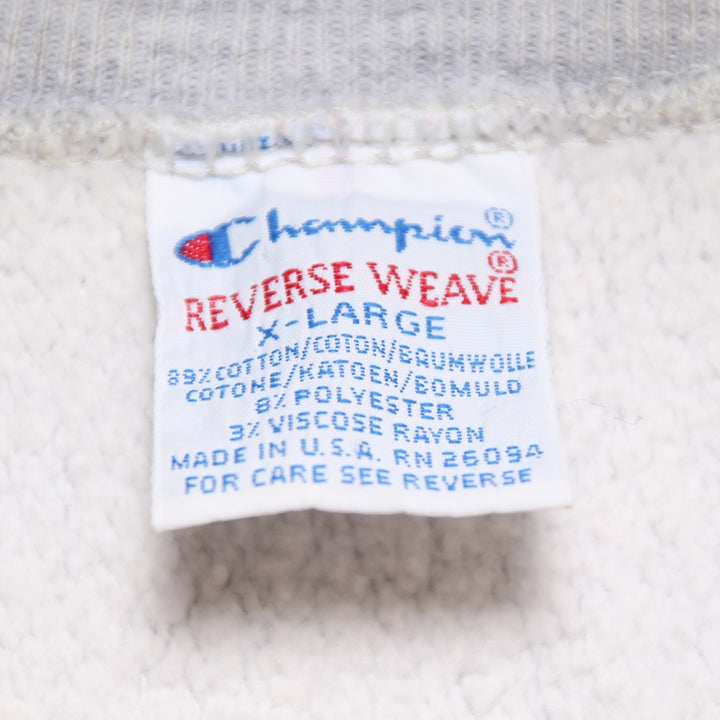 Champion®
REVERSE WEAVE®
X-LARGE
89% COTTON/COTON/BAUMWOLLE
COTONE/KATOEN/BOMULD
8% POLYESTER
3% VISCOSE RAYON
MADE IN U.S.A. RN 26094
FOR CARE SEE REVERSE